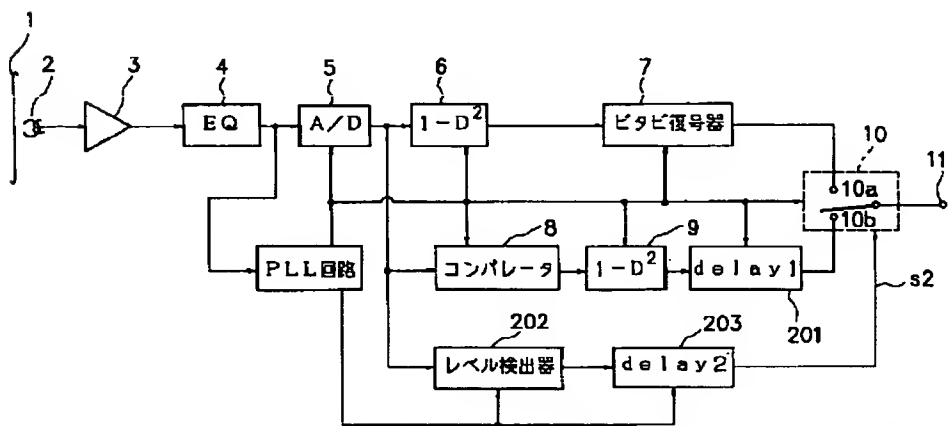 1
2
3
4
5
6
7
EQ
A/D
1-D²
ビタビ復号器
10
11
10a
10b
8
9
PLL回路
コンパレータ
1-D²
delay1
s2
202
203
201
レベル検出器
delay2